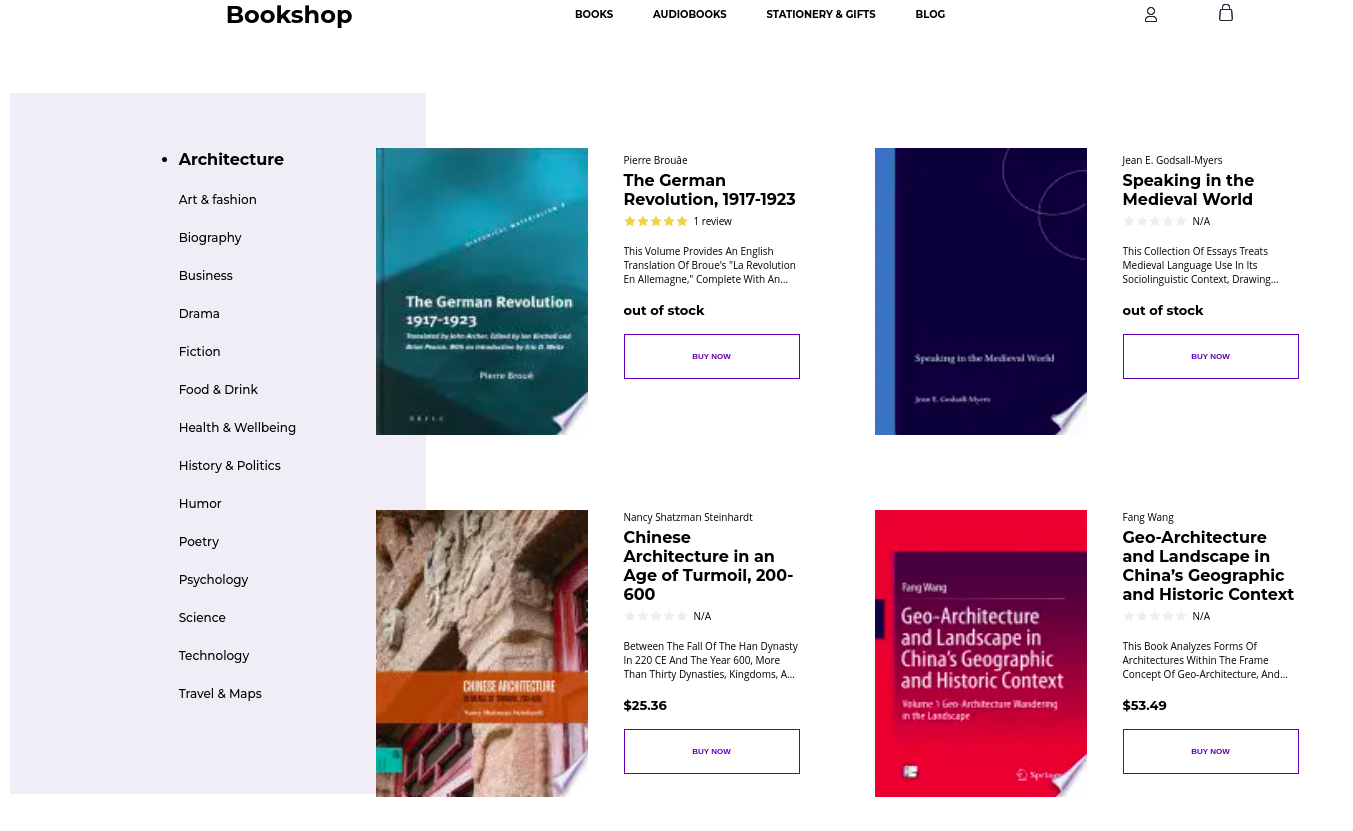 Bookshop
BOOKS
AUDIOBOOKS
STATIONERY & GIFTS
BLOG
Architecture
Art & fashion
Biography
Business
Drama
Fiction
Food & Drink
Health & Wellbeing
History & Politics
Humor
Poetry
Psychology
Science
Technology
Travel & Maps
HISTORICAL MATERIALISM
The German Revolution
1917-1923
Translated by John Archer, Edited by Ian Birchall and
Brian Pearce, With an Introduction by Eric D. Weitz
Pierre Broué
BRILL
Pierre Brouâe
The German
Revolution, 1917-1923
1 review
This Volume Provides An English
Translation Of Broue's "La Revolution
En Allemagne," Complete With An...
out of stock
BUY NOW
Speaking in the Medieval World
Jean E. Godsall-Myers
Jean E. Godsall-Myers
Speaking in the
Medieval World
N/A
This Collection Of Essays Treats
Medieval Language Use In Its
Sociolinguistic Context, Drawing...
out of stock
BUY NOW
CHINESE ARCHITECTURE
IN AN AGE OF TURMOIL, 200-600
Nancy Shatzman Steinhardt
Nancy Shatzman Steinhardt
Chinese
Architecture in an
Age of Turmoil, 200-
600
N/A
Between The Fall Of The Han Dynasty
In 220 CE And The Year 600, More
Than Thirty Dynasties, Kingdoms, A...
$25.36
BUY NOW
Fang Wang
Geo-Architecture
and Landscape in
China's Geographic
and Historic Context
Volume 1 Geo-Architecture Wandering
in the Landscape
Springer
Fang Wang
Geo-Architecture
and Landscape in
China’s Geographic
and Historic Context
N/A
This Book Analyzes Forms Of
Architectures Within The Frame
Concept Of Geo-Architecture, And...
$53.49
BUY NOW